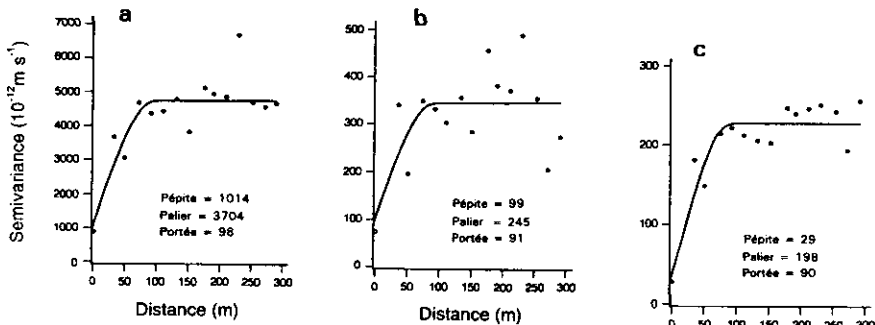 a
Semivariance (10⁻¹²m s⁻¹)
7000
6000
5000
4000
3000
2000
1000
0
Pépite = 1014
Palier = 3704
Portée = 98
0 50 100 150 200 250 300
Distance (m)
b
500
400
300
200
100
0
Pépite = 99
Palier = 245
Portée = 91
0 50 100 150 200 250 300
Distance (m)
c
300
200
100
0
Pépite = 29
Palier = 198
Portée = 90
0 50 100 150 200 250 300